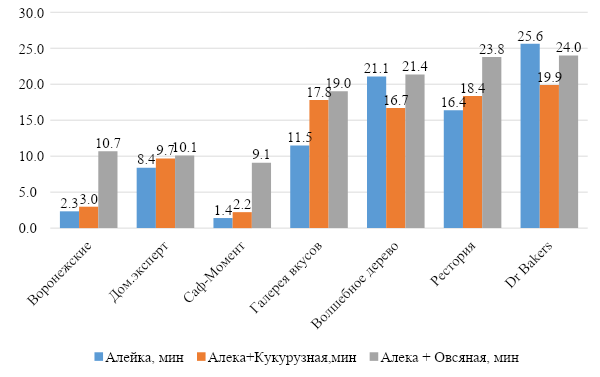 30.0
25.0
20.0
15.0
10.0
5.0
0.0
2.3 3.0 10.7
8.4 9.7 10.1
1.4 2.2 9.1
11.5 17.8 19.0
21.1 16.7 21.4
16.4 18.4 23.8
25.6 19.9 24.0
Воронежские
Дом.эксперт
Саф-Момент
Галерея вкусов
Волшебное дерево
Рестория
Dr Bakers
Алейка, мин Алека+Кукурузная,мин Алека + Овсяная, мин